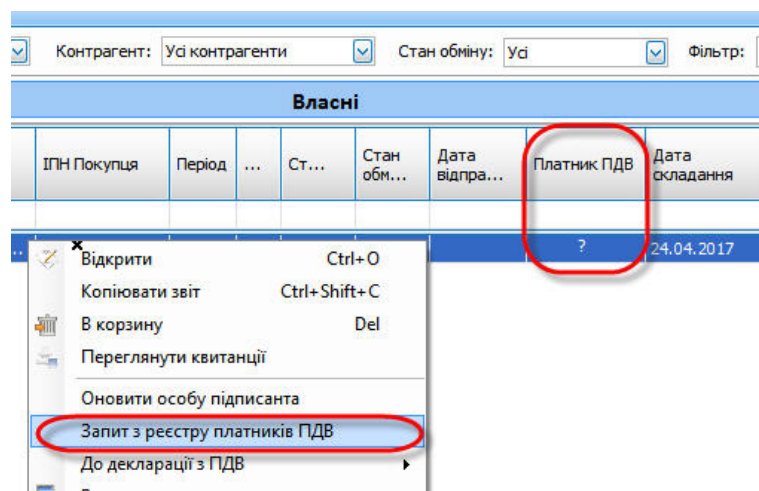 Контрагент: Усі контрагенти Стан обміну: Усі Фільтр:
Власні
ІПН Покупця Період ... Ст... Стан обм... Дата відпра... Платник ПДВ Дата складання
? 24.04.2017
Відкрити Ctrl+O
Копіювати звіт Ctrl+Shift+C
В корзину Del
Переглянути квитанції
Оновити особу підписанта
Запит з реєстру платників ПДВ
До декларації з ПДВ